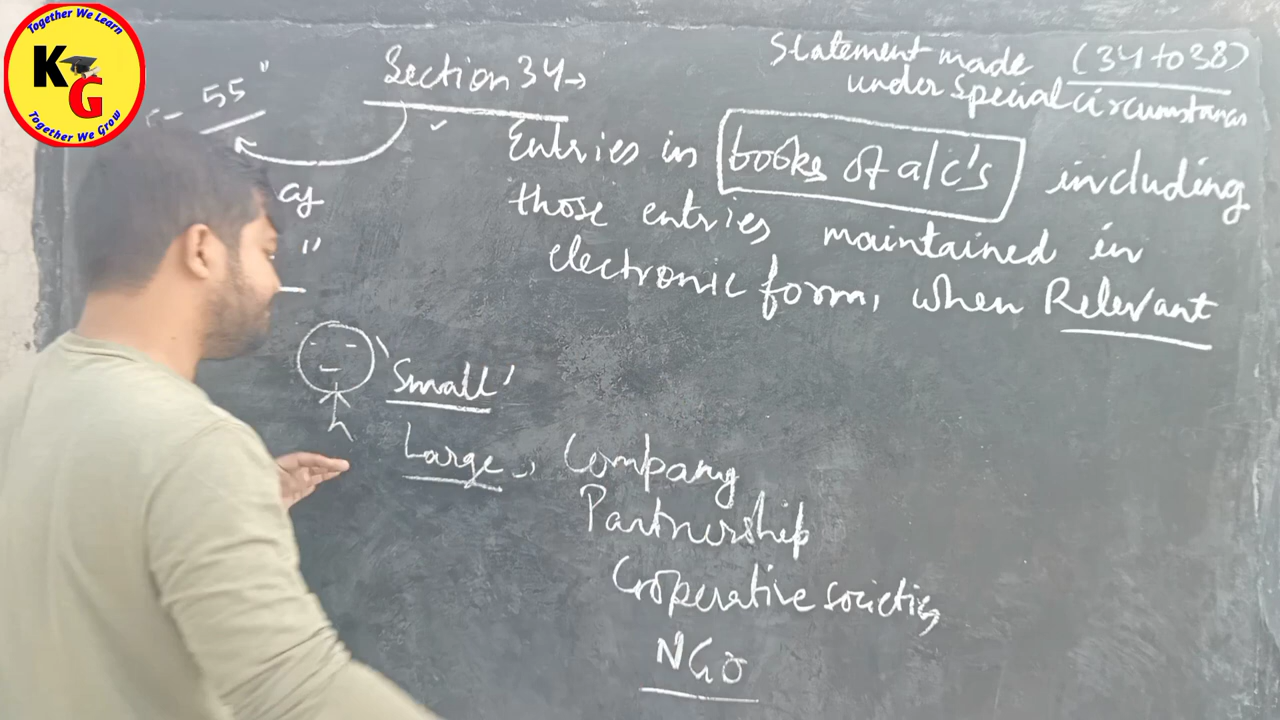 Together We Learn
KG
Together We Grow
55"
Section 34→
Statement made (34 to 38)
under special circumstances
Entries in books of a/c's including
those entries maintained in
electronic form, when Relevant
"
Small'
Large, Company
Partnership
Cooperative societies
NGO